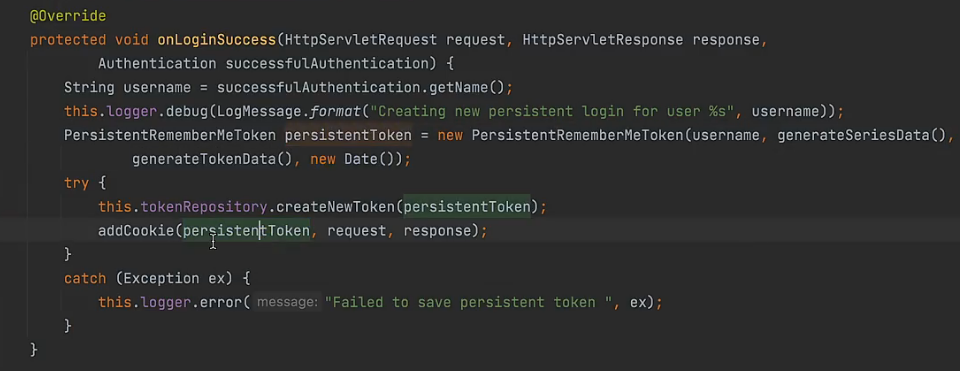 @Override
protected void onLoginSuccess(HttpServletRequest request, HttpServletResponse response,
Authentication successfulAuthentication) {
String username = successfulAuthentication.getName();
this.logger.debug(LogMessage.format("Creating new persistent login for user %s", username));
PersistentRememberMeToken persistentToken = new PersistentRememberMeToken(username, generateSeriesData(),
generateTokenData(), new Date());
try {
this.tokenRepository.createNewToken(persistentToken);
addCookie(persistentToken, request, response);
}
catch (Exception ex) {
this.logger.error( message: "Failed to save persistent token ", ex);
}
}